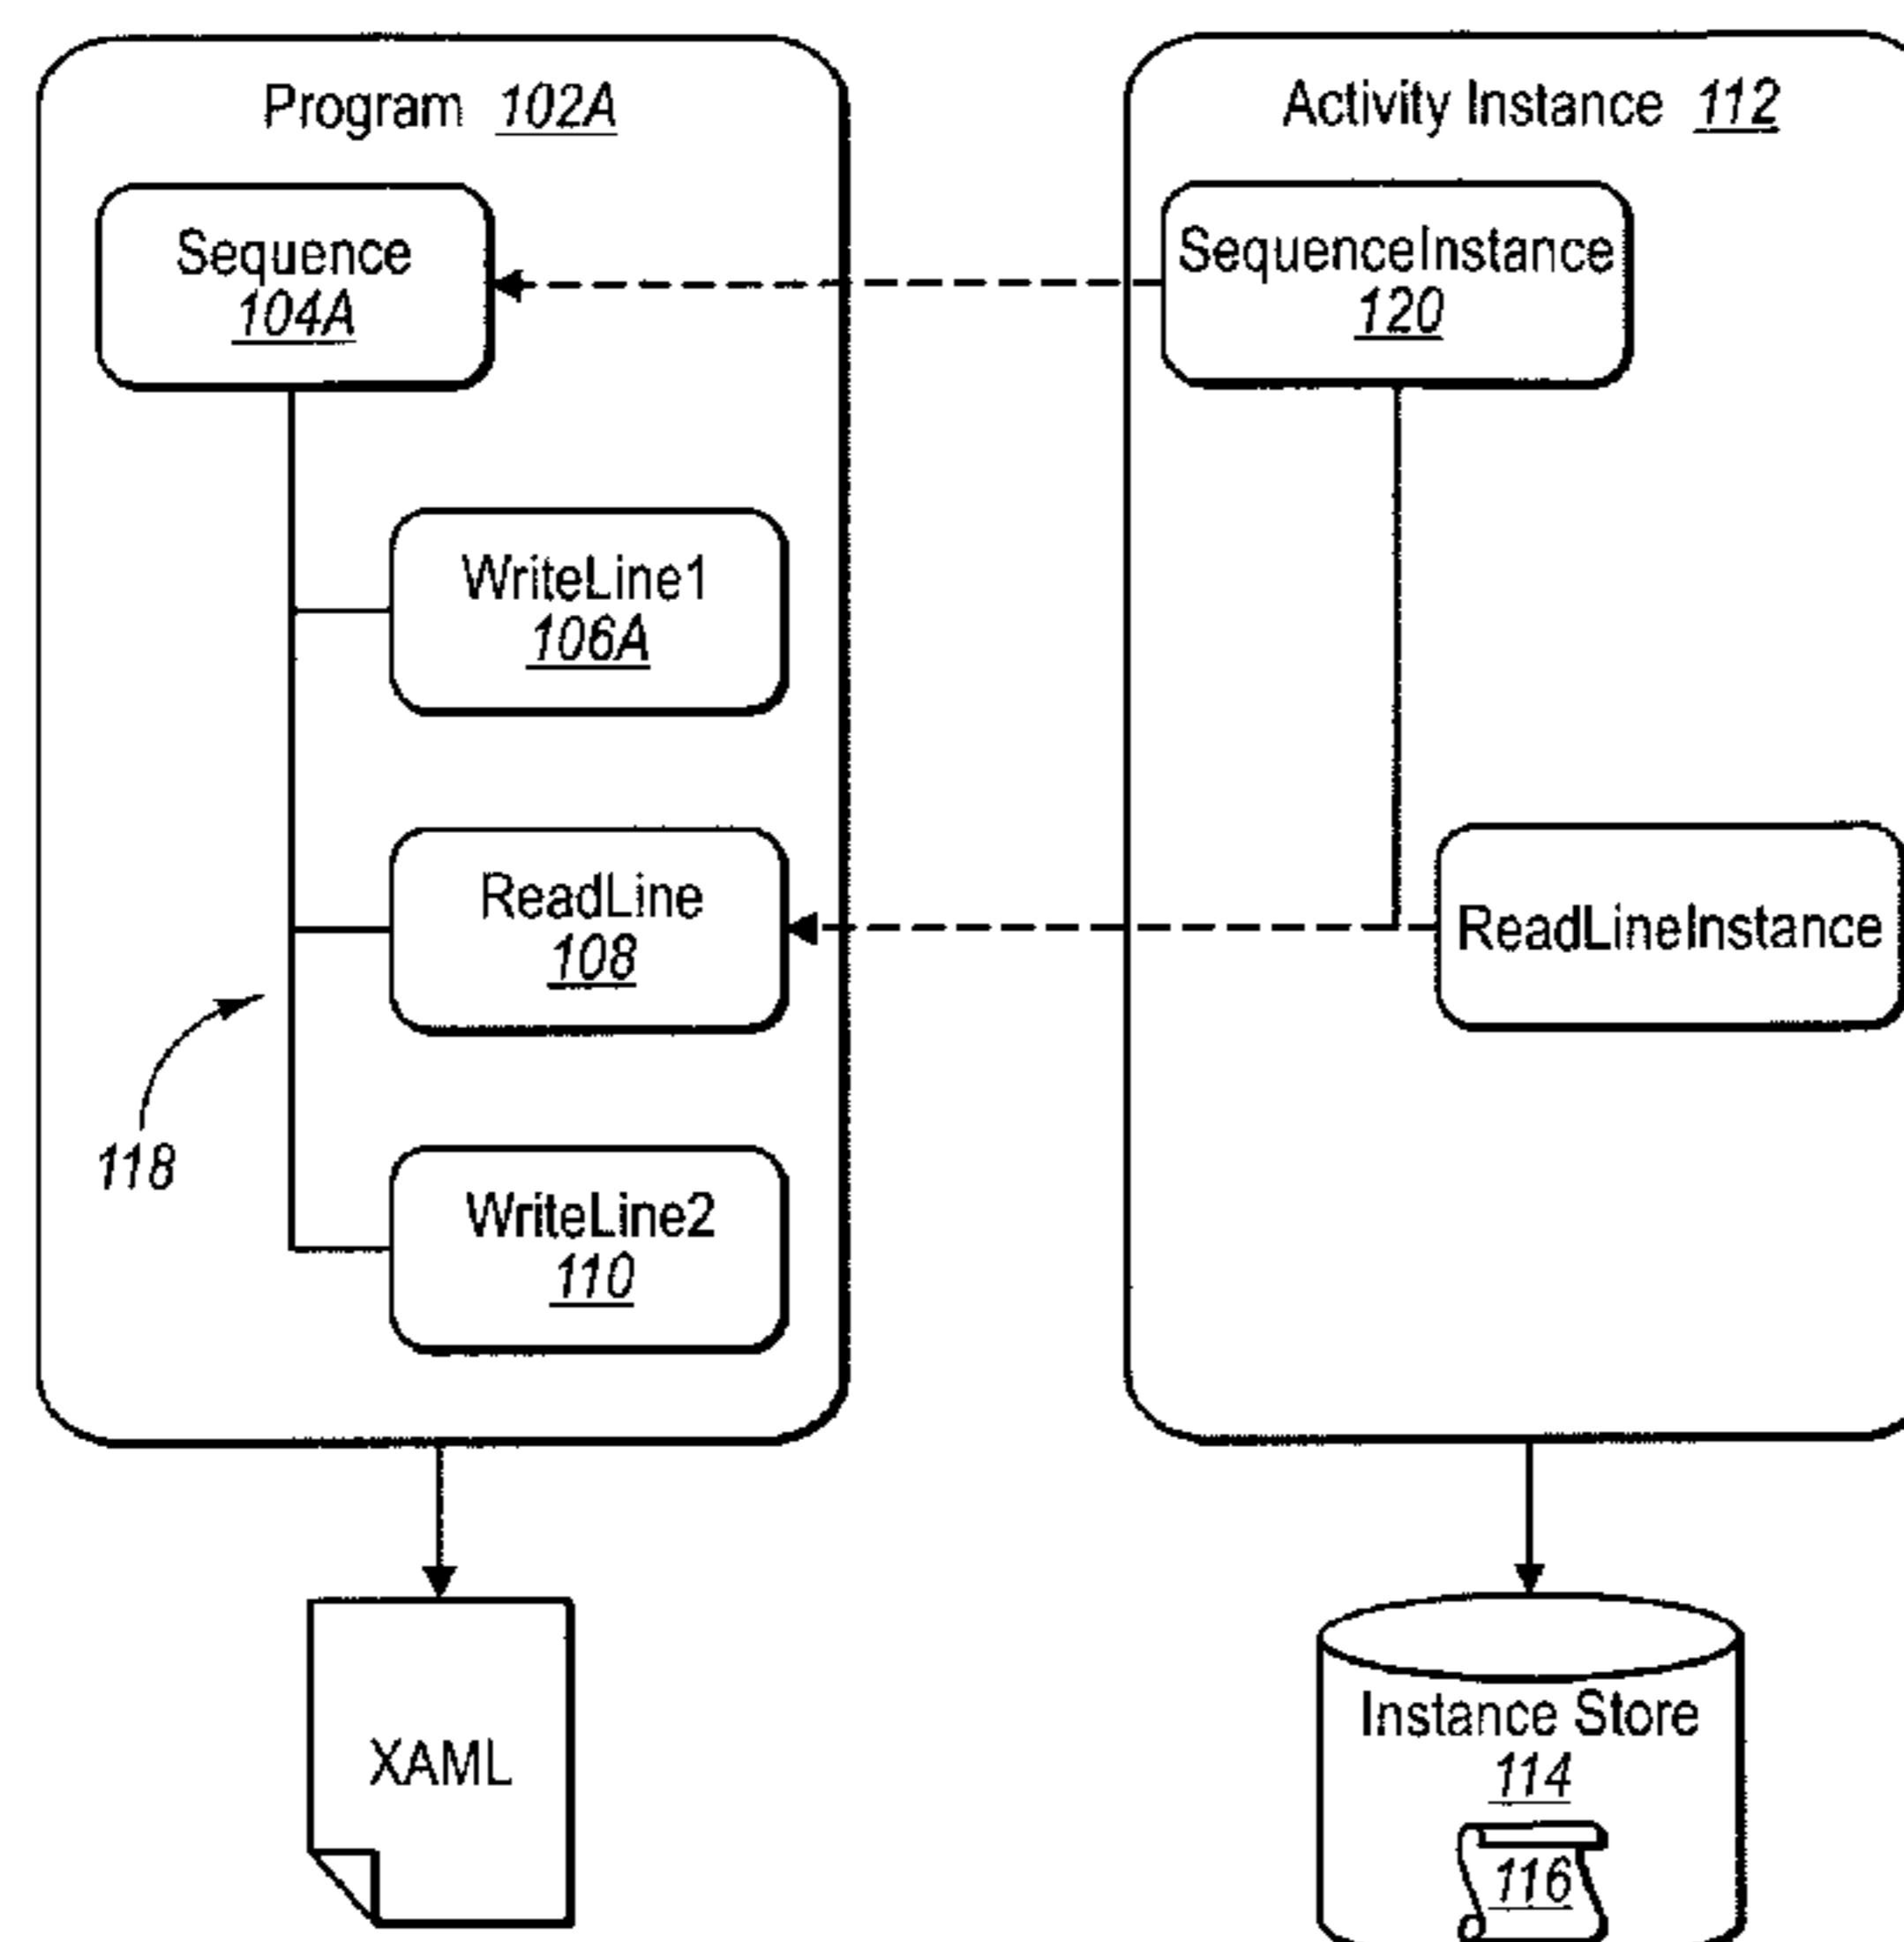 Program 102A
Sequence
104A
WriteLine1
106A
ReadLine
108
118
WriteLine2
110
XAML
Activity Instance 112
SequenceInstance
120
ReadLineInstance
Instance Store
114
116